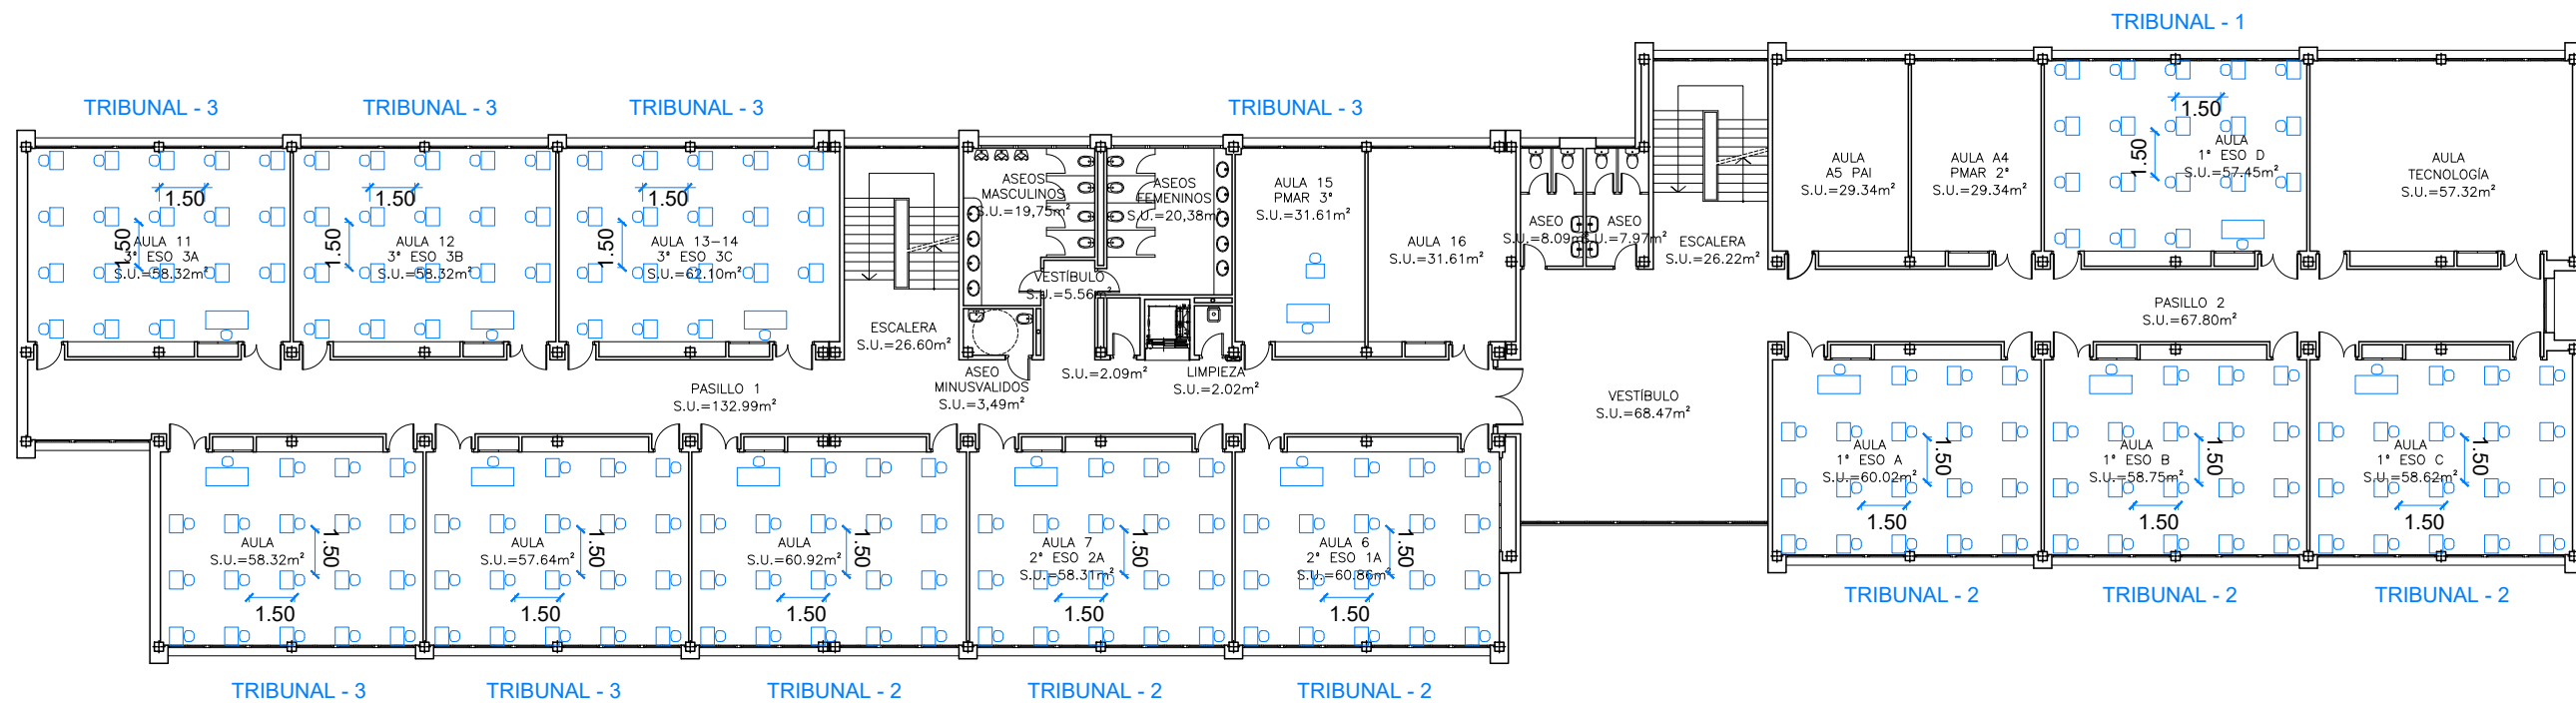 TRIBUNAL - 1
TRIBUNAL - 3
TRIBUNAL - 3
TRIBUNAL - 3
TRIBUNAL - 3
1.50
1.50
AULA 11
3° ESO 3A
S.U.=58.32m²
1.50
1.50
AULA 12
3° ESO 3B
S.U.=58.32m²
1.50
1.50
AULA 13-14
3° ESO 3C
S.U.=62.10m²
ESCALERA
S.U.=26.60m²
ASEOS
MASCULINOS
S.U.=19,75m²
ASEOS
FEMENINOS
S.U.=20,38m²
VESTÍBULO
S.U.=5.56m²
AULA 15
PMAR 3°
S.U.=31.61m²
AULA 16
S.U.=31.61m²
ASEO
S.U.=8.09m²
ASEO
S.U.=7.97m²
ESCALERA
S.U.=26.22m²
AULA
A5 PAI
S.U.=29.34m²
AULA A4
PMAR 2°
S.U.=29.34m²
1.50
1.50
AULA
1° ESO D
S.U.=57.45m²
AULA
TECNOLOGÍA
S.U.=57.32m²
PASILLO 2
S.U.=67.80m²
PASILLO 1
S.U.=132.99m²
ASEO
MINUSVALIDOS
S.U.=3,49m²
S.U.=2.09m²
LIMPIEZA
S.U.=2.02m²
VESTÍBULO
S.U.=68.47m²
AULA
1° ESO A
S.U.=60.02m²
1.50
1.50
AULA
1° ESO B
S.U.=58.75m²
1.50
1.50
AULA
1° ESO C
S.U.=58.62m²
1.50
1.50
AULA
S.U.=58.32m²
1.50
1.50
AULA
S.U.=57.64m²
1.50
1.50
AULA
S.U.=60.92m²
1.50
1.50
AULA 7
2° ESO 2A
S.U.=58.31m²
1.50
1.50
AULA 6
2° ESO 1A
S.U.=60.86m²
1.50
1.50
TRIBUNAL - 2
TRIBUNAL - 2
TRIBUNAL - 2
TRIBUNAL - 3
TRIBUNAL - 3
TRIBUNAL - 2
TRIBUNAL - 2
TRIBUNAL - 2